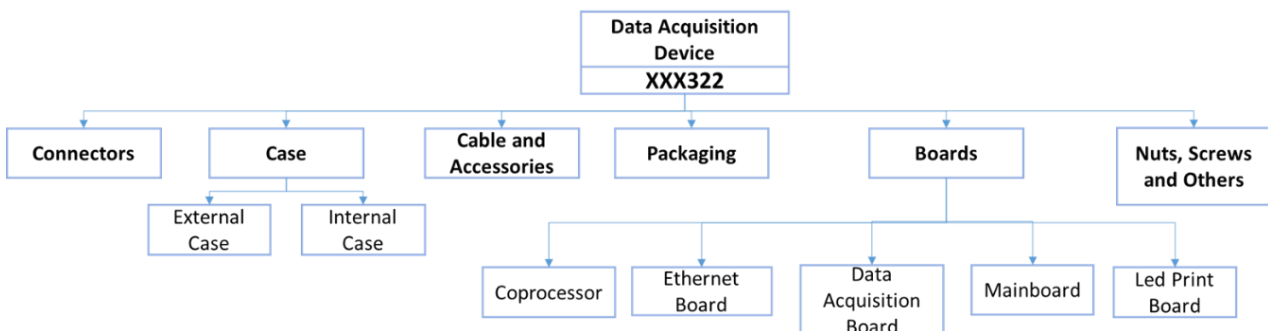 Data Acquisition
Device
XXX322
Connectors
Case
Cable and
Accessories
Packaging
Boards
Nuts, Screws
and Others
External
Case
Internal
Case
Coprocessor
Ethernet
Board
Data
Acquisition
Board
Mainboard
Led Print
Board